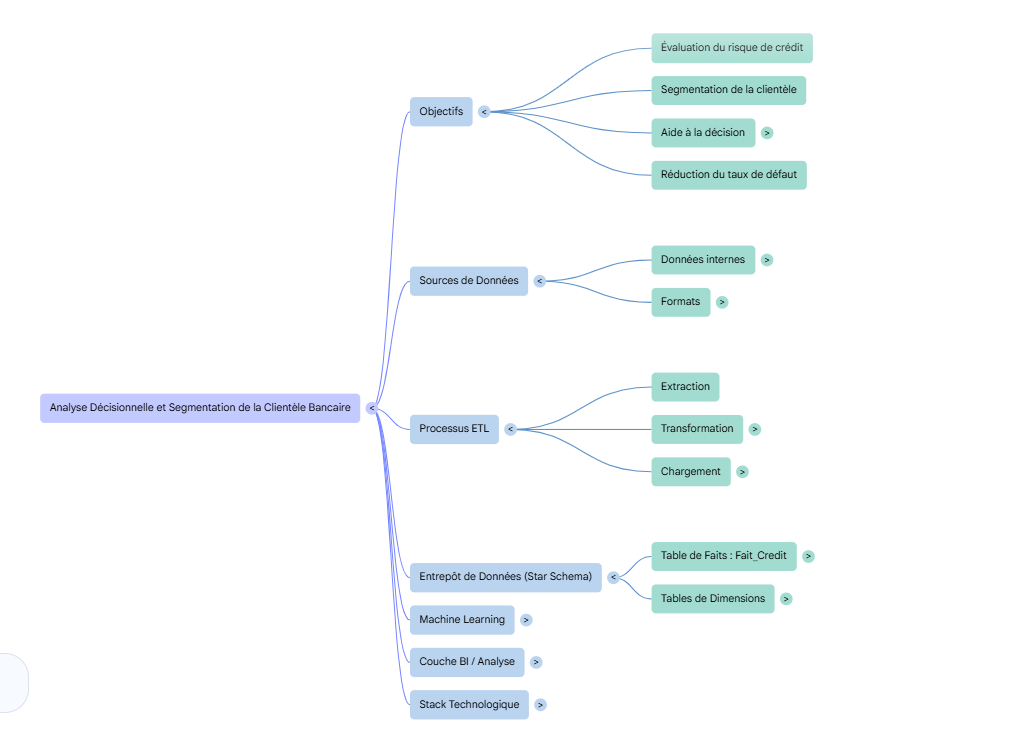 Analyse Décisionnelle et Segmentation de la Clientèle Bancaire
<
Objectifs
<
Évaluation du risque de crédit
Segmentation de la clientèle
Aide à la décision
>
Réduction du taux de défaut
Sources de Données
<
Données internes
>
Formats
>
Processus ETL
<
Extraction
Transformation
>
Chargement
>
Entrepôt de Données (Star Schema)
<
Table de Faits : Fait_Credit
>
Tables de Dimensions
>
Machine Learning
>
Couche BI / Analyse
>
Stack Technologique
>